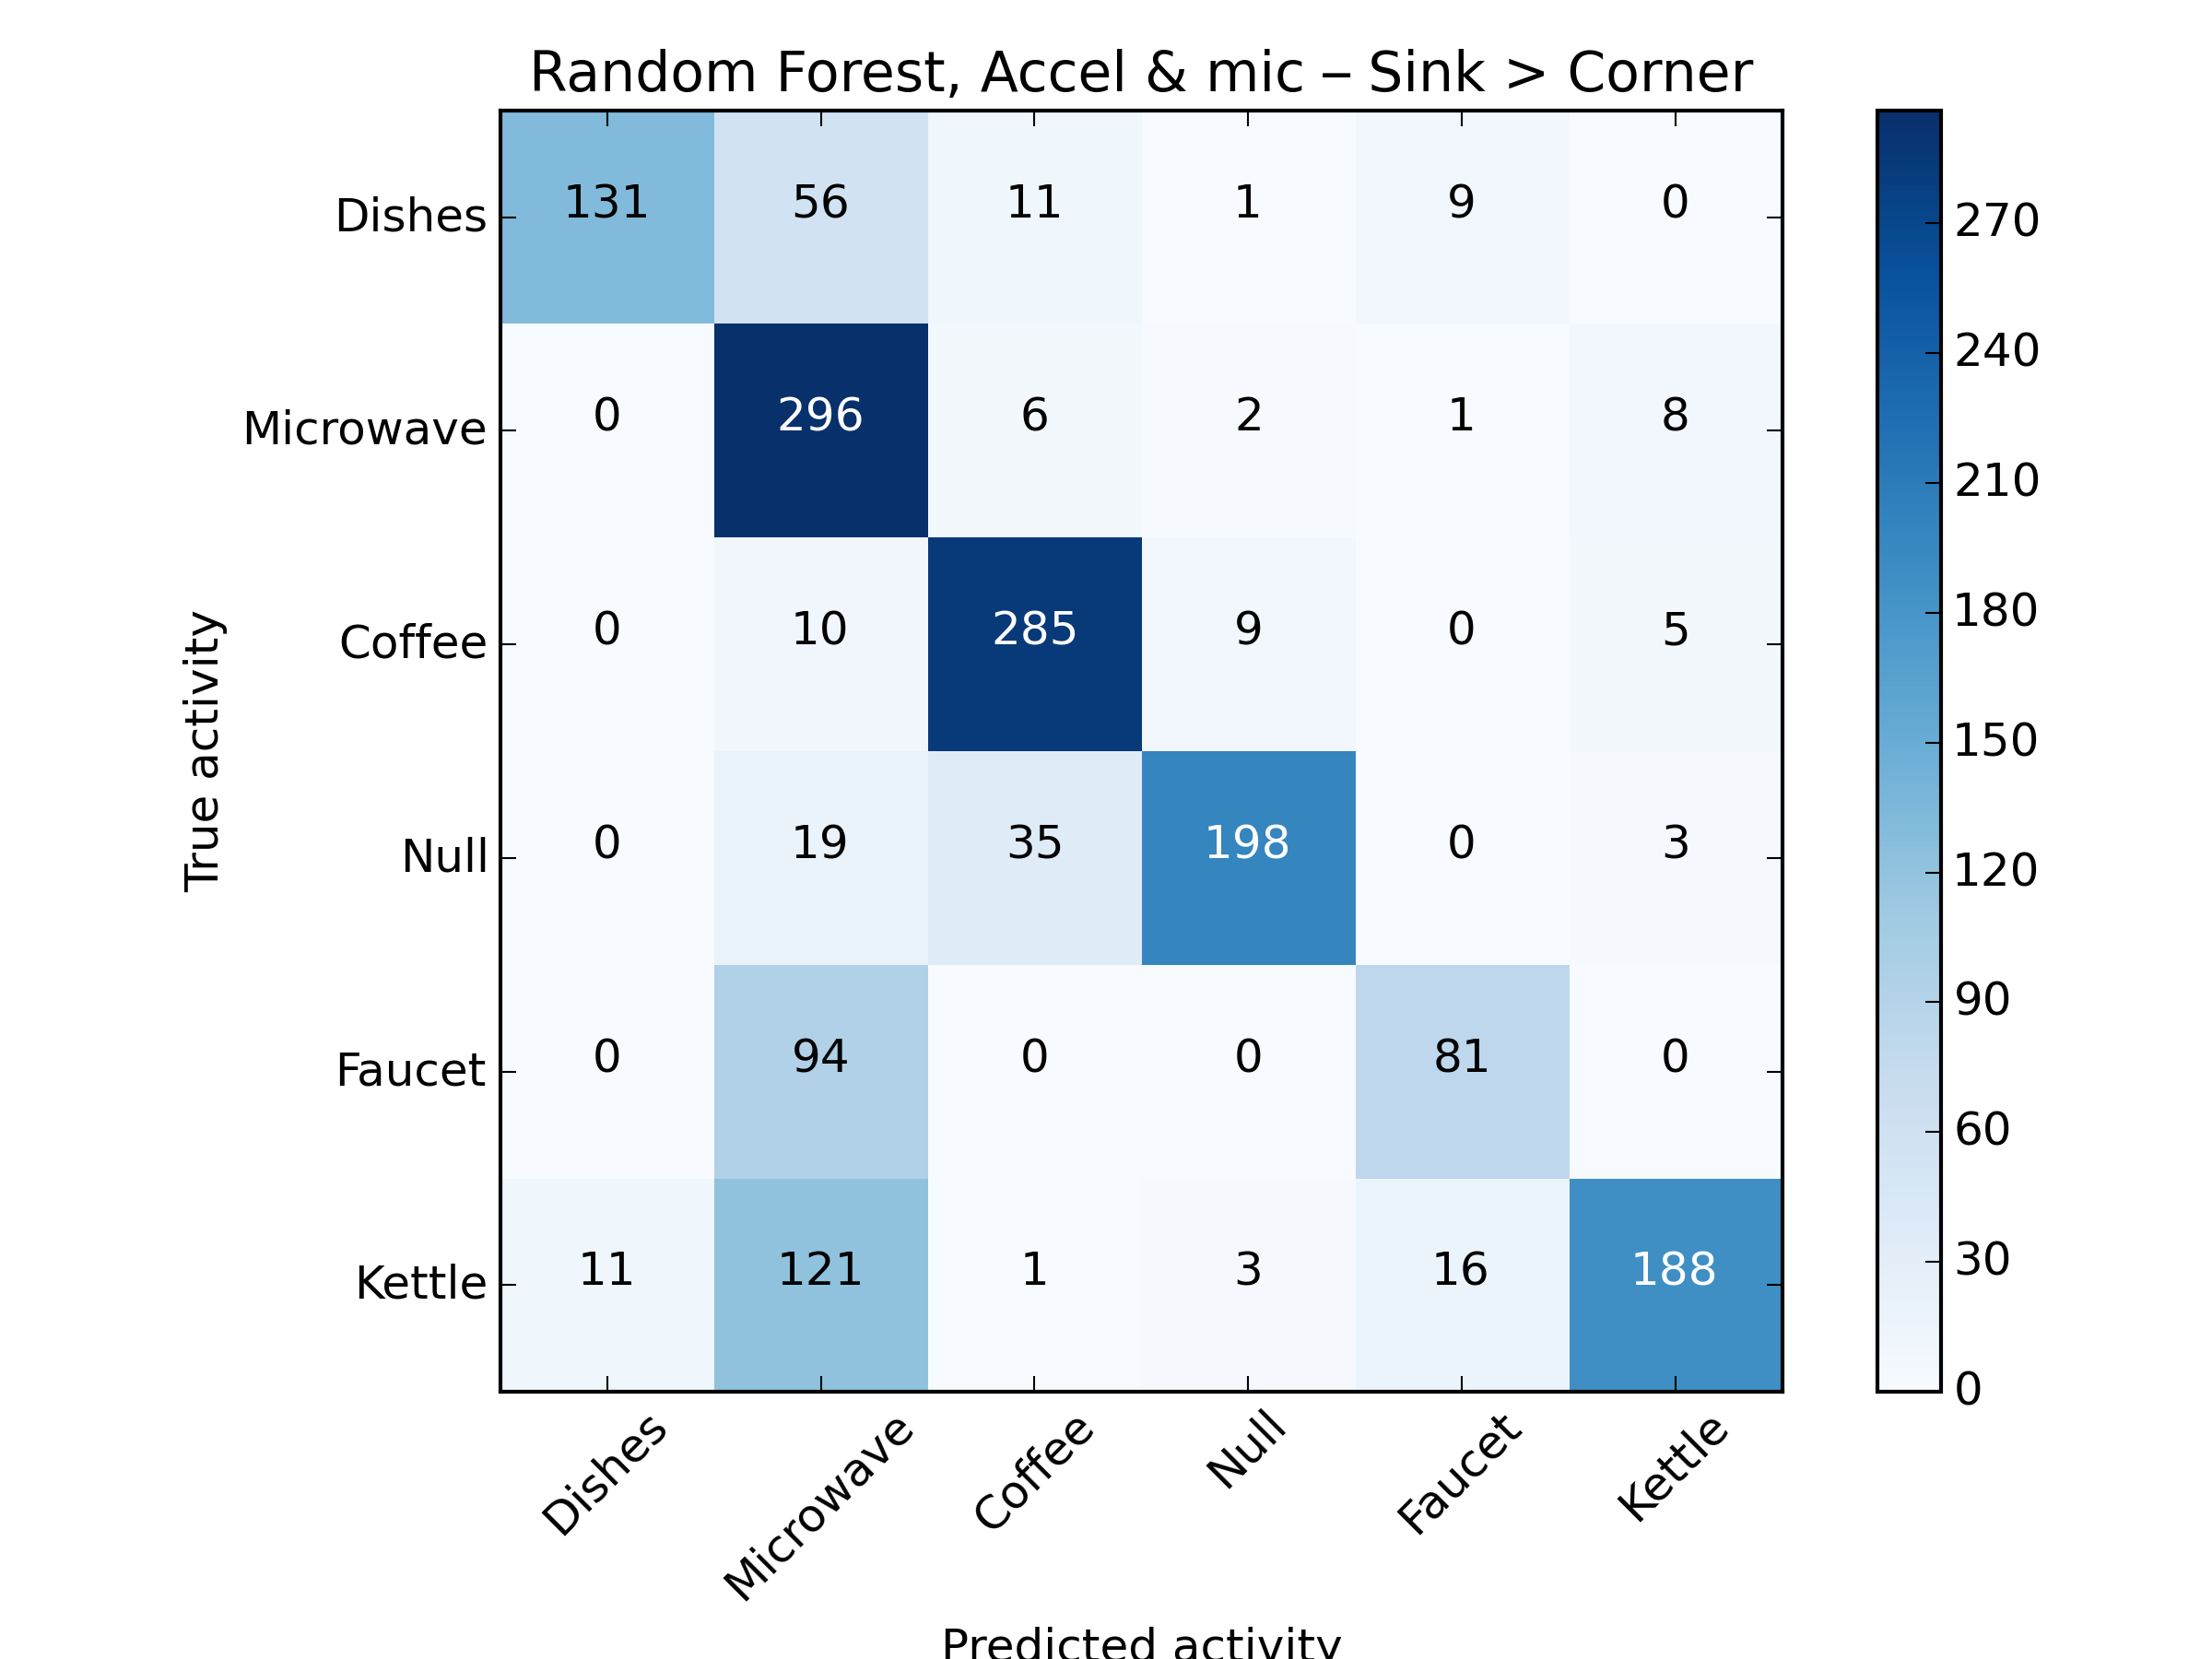 Random Forest, Accel & mic – Sink > Corner
Dishes 131 56 11 1 9 0
Microwave 0 296 6 2 1 8
Coffee 0 10 285 9 0 5
Null 0 19 35 198 0 3
Faucet 0 94 0 0 81 0
Kettle 11 121 1 3 16 188
True activity
Dishes Microwave Coffee Null Faucet Kettle
Predicted activity
270
240
210
180
150
120
90
60
30
0